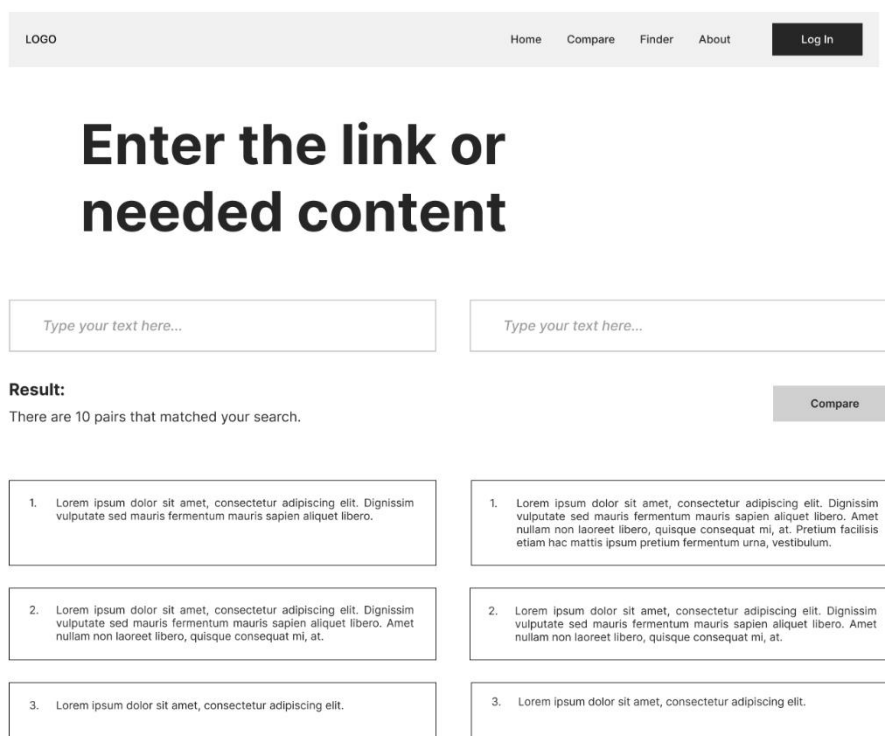 LOGO
Home
Compare
Finder
About
Log In
Enter the link or
needed content
Type your text here...
Type your text here...
Result:
There are 10 pairs that matched your search.
Compare
1. Lorem ipsum dolor sit amet, consectetur adipiscing elit. Dignissim
vulputate sed mauris fermentum mauris sapien aliquet libero.
1. Lorem ipsum dolor sit amet, consectetur adipiscing elit. Dignissim
vulputate sed mauris fermentum mauris sapien aliquet libero. Amet
nullam non laoreet libero, quisque consequat mi, at. Pretium facilisis
etiam hac mattis ipsum pretium fermentum urna, vestibulum.
2. Lorem ipsum dolor sit amet, consectetur adipiscing elit. Dignissim
vulputate sed mauris fermentum mauris sapien aliquet libero. Amet
nullam non laoreet libero, quisque consequat mi, at.
2. Lorem ipsum dolor sit amet, consectetur adipiscing elit. Dignissim
vulputate sed mauris fermentum mauris sapien aliquet libero. Amet
nullam non laoreet libero, quisque consequat mi, at.
3. Lorem ipsum dolor sit amet, consectetur adipiscing elit.
3. Lorem ipsum dolor sit amet, consectetur adipiscing elit.